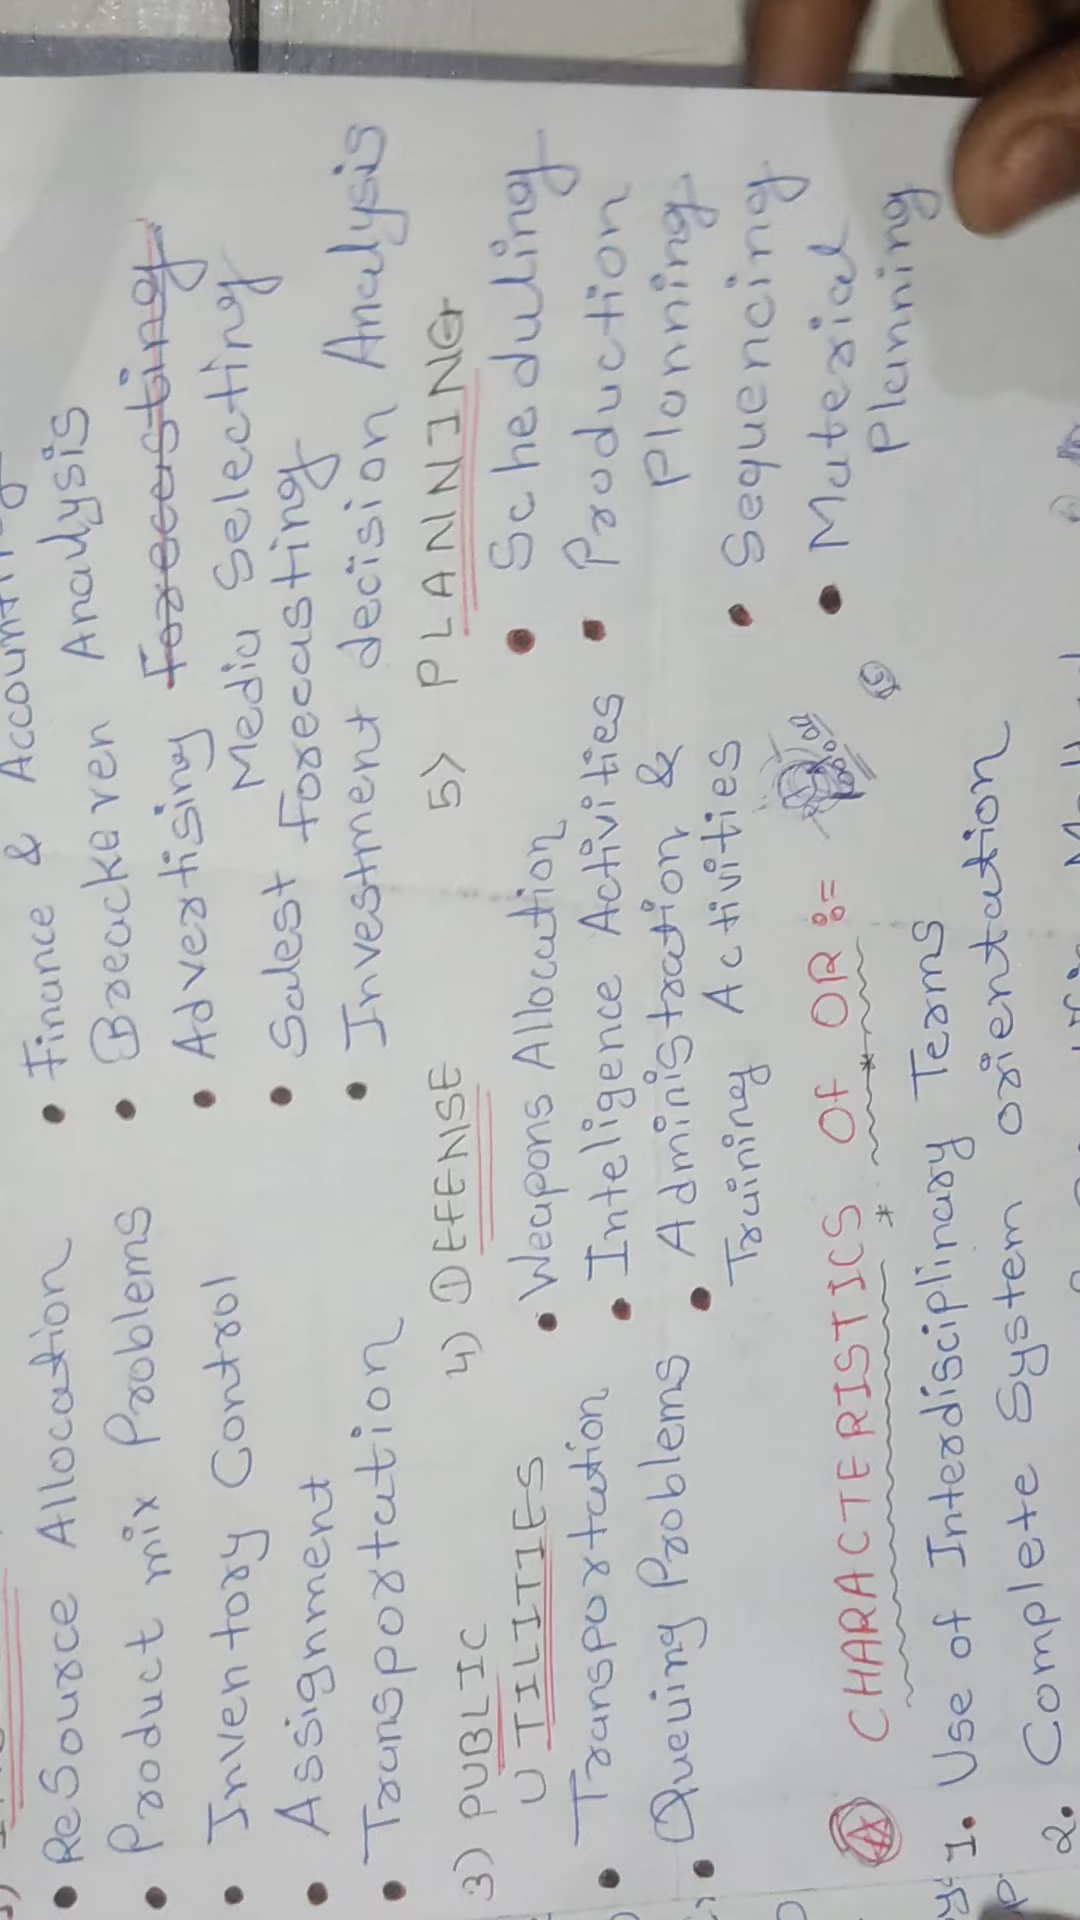 • ReSource Allocation
• Product mix Problems
• Inventory Control
• Assignment
• Transportation
• Finance & Accounting
• Breackeven Analysis
• Advertising Forecasting
Media Selecting
• Salest Forecasting
• Investment decision Analysis
3) PUBLIC
UTILITIES
• Transportation
• Queuing Problems
4) DEFENSE
• Weapons Allocation
• Inteligence Activities
• Administration &
Training Activities
5) PLANNING
• Scheduling
• Production
Planning
• Sequencing
• Material
Planning
CHARACTERISTICS Of OR :=
1. Use of Interdisciplinary Teams
2. Complete System orientation